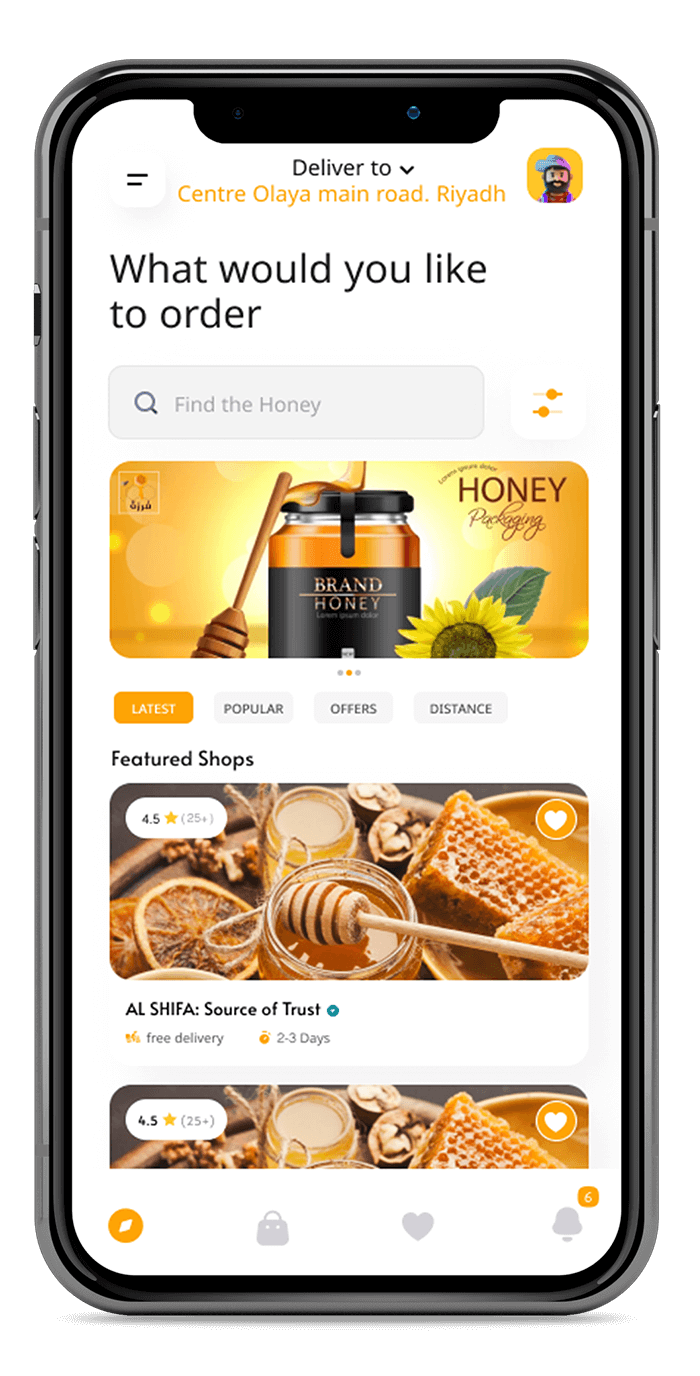 Deliver to
Centre Olaya main road. Riyadh
What would you like
to order
Find the Honey
فرزة
Lorem ipsum dolor
HONEY
Packaging
BRAND
HONEY
Lorem ipsum dolor
LATEST
POPULAR
OFFERS
DISTANCE
Featured Shops
4.5 (25+)
AL SHIFA: Source of Trust
free delivery
2-3 Days
4.5 (25+)
6